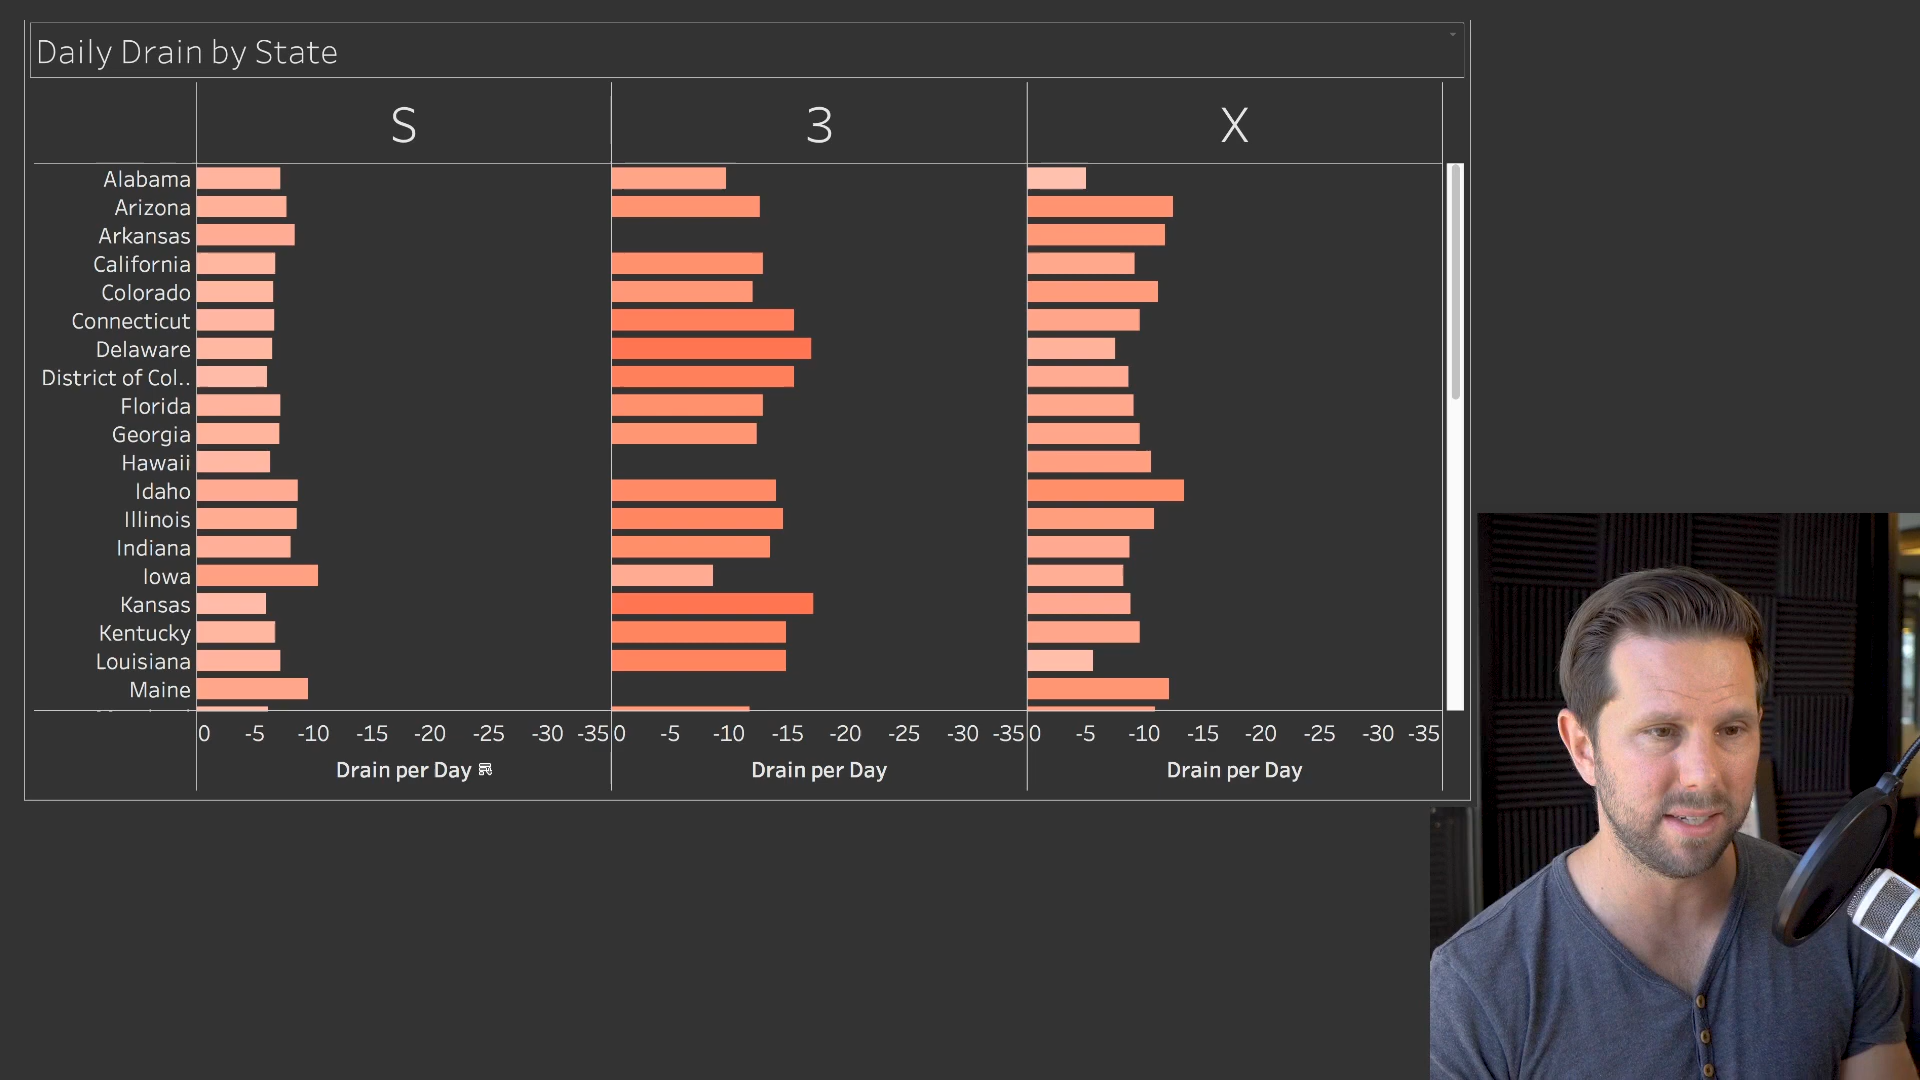 Daily Drain by State
S 3 X
Alabama
Arizona
Arkansas
California
Colorado
Connecticut
Delaware
District of Col..
Florida
Georgia
Hawaii
Idaho
Illinois
Indiana
Iowa
Kansas
Kentucky
Louisiana
Maine
0 -5 -10 -15 -20 -25 -30 -35 0 -5 -10 -15 -20 -25 -30 -35 0 -5 -10 -15 -20 -25 -30 -35
Drain per Day Drain per Day Drain per Day